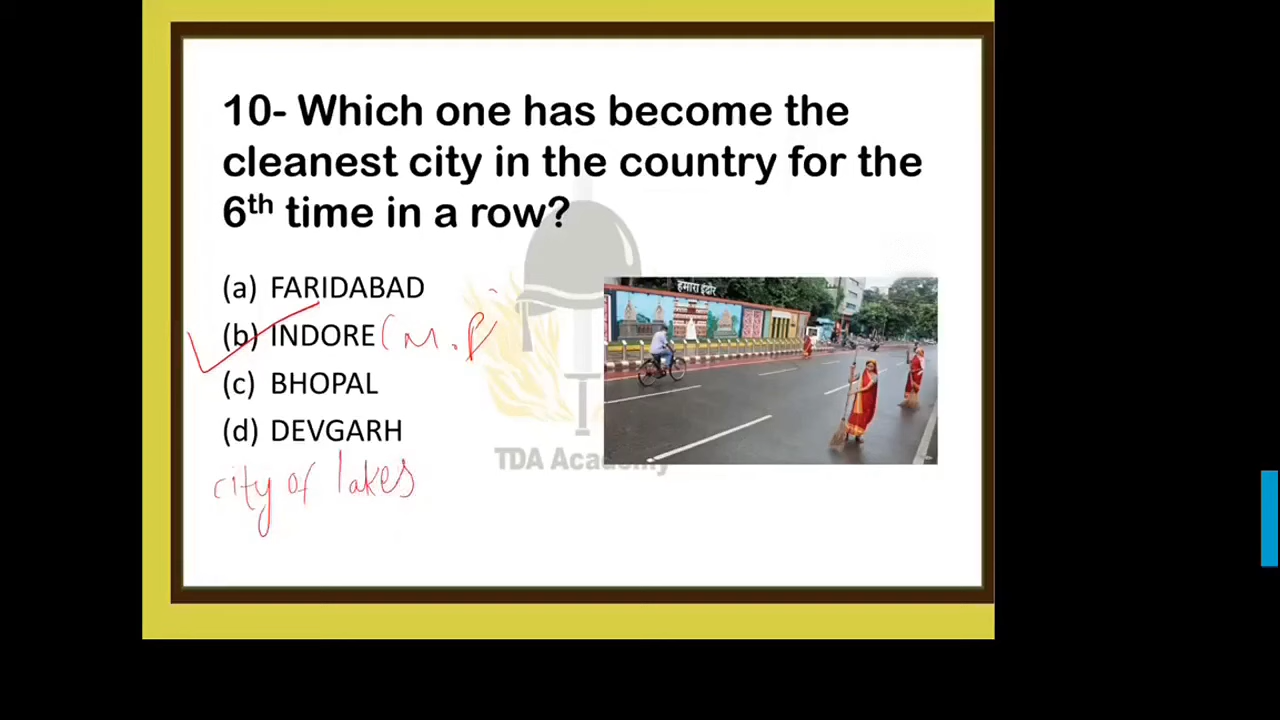 10- Which one has become the
cleanest city in the country for the
6th time in a row?
(a) FARIDABAD
(b) INDORE (M.P
(c) BHOPAL
(d) DEVGARH
city of lakes
हमारा इंदौर
TDA Academy